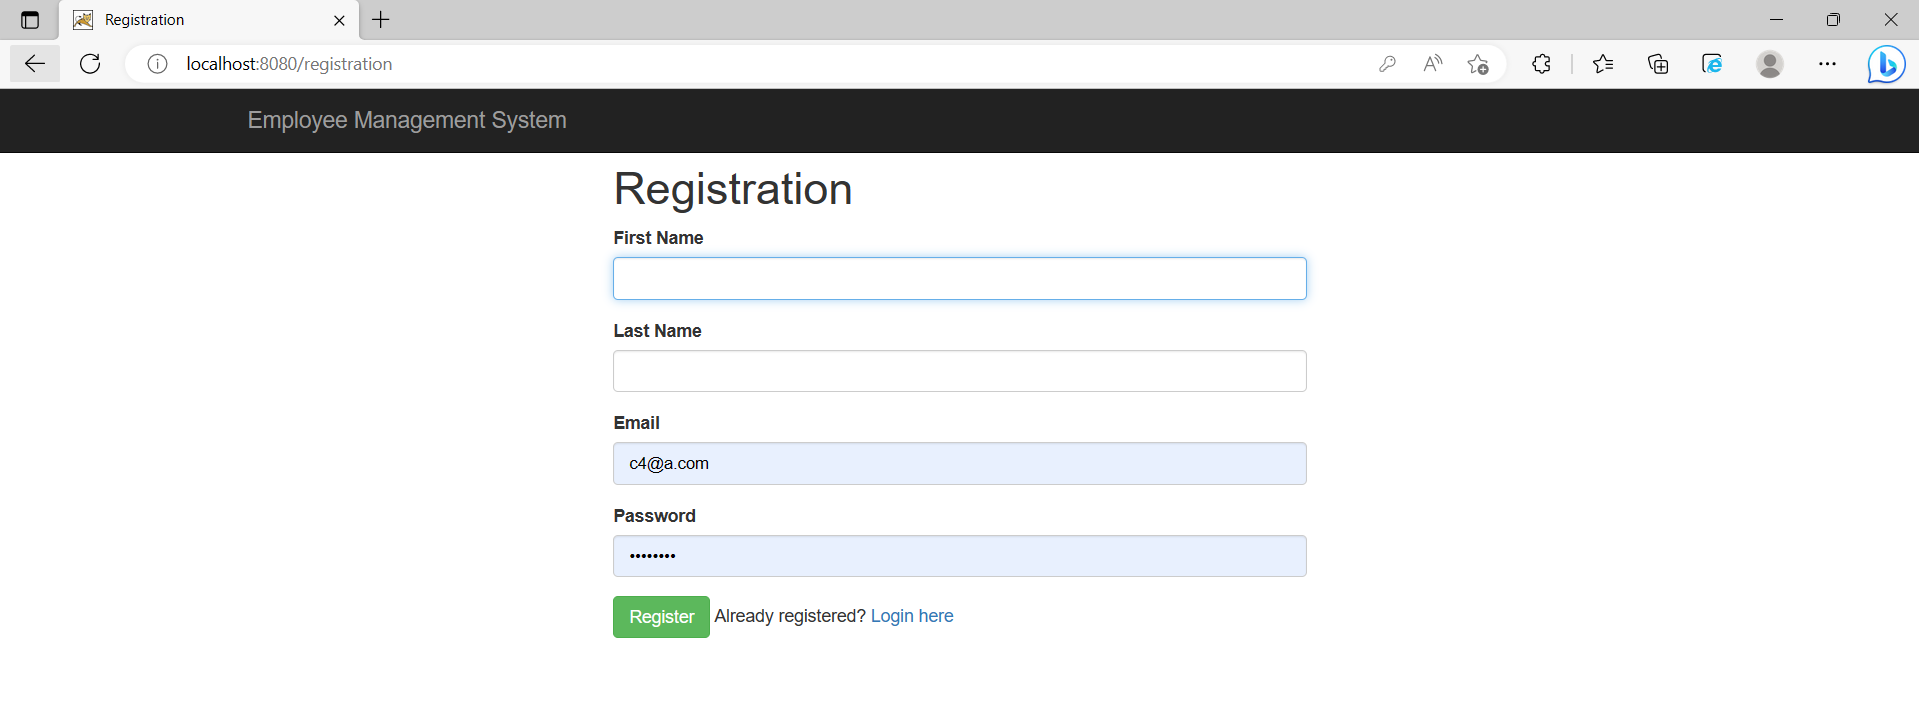 Registration
localhost:8080/registration
Employee Management System
Registration
First Name
Last Name
Email
c4@a.com
Password
••••••••
Register Already registered? Login here